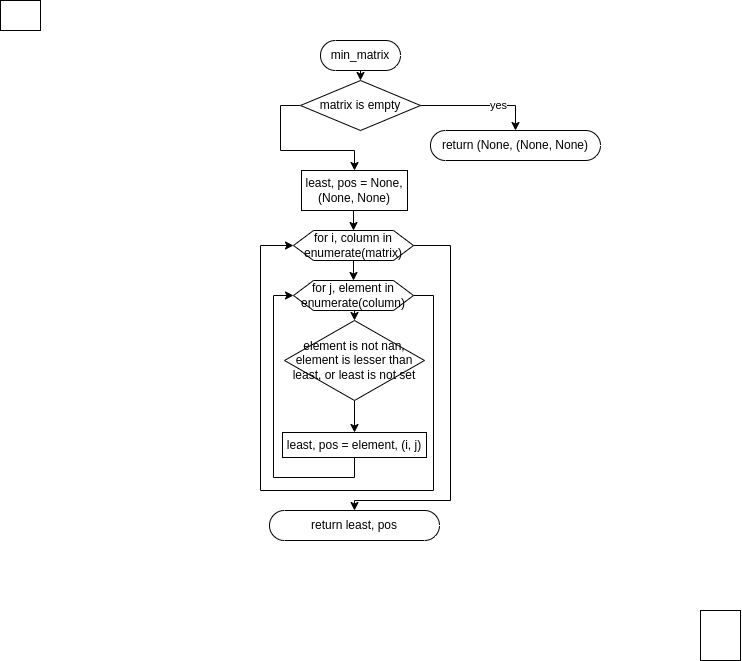 min_matrix
matrix is empty
yes
return (None, (None, None)
least, pos = None,
(None, None)
for i, column in
enumerate(matrix)
for j, element in
enumerate(column)
element is not nan,
element is lesser than
least, or least is not set
least, pos = element, (i, j)
return least, pos